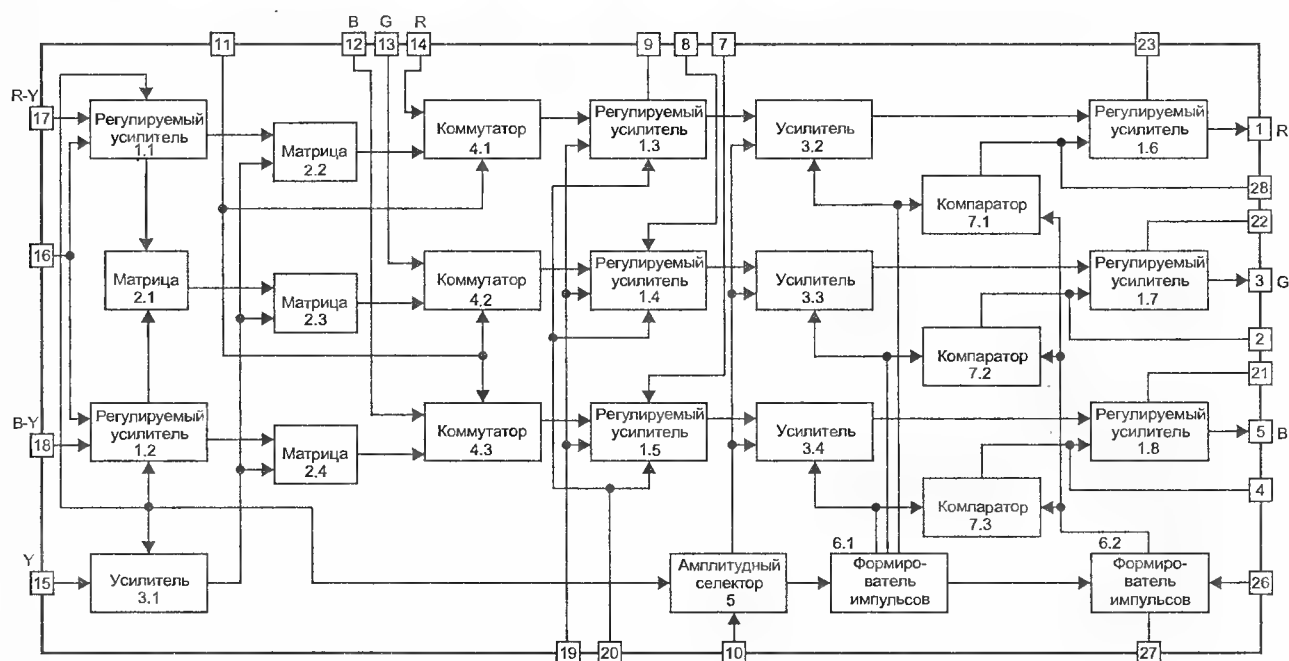 B G R
11 12 13 14 9 8 7 23
R-Y
17
Регулируемый
усилитель
1.1
Матрица
2.2
Коммутатор
4.1
Регулируемый
усилитель
1.3
Усилитель
3.2
Регулируемый
усилитель
1.6
1 R
28
Компаратор
7.1
22
16
Матрица
2.1
Матрица
2.3
Коммутатор
4.2
Регулируемый
усилитель
1.4
Усилитель
3.3
Регулируемый
усилитель
1.7
3 G
2
Компаратор
7.2
21
B-Y
18
Регулируемый
усилитель
1.2
Матрица
2.4
Коммутатор
4.3
Регулируемый
усилитель
1.5
Усилитель
3.4
Регулируемый
усилитель
1.8
5 B
4
Компаратор
7.3
Y
15
Усилитель
3.1
Амплитудный
селектор
5
6.1
Формиро-
ватель
импульсов
6.2
Формиро-
ватель
импульсов
26
19 20 10 27